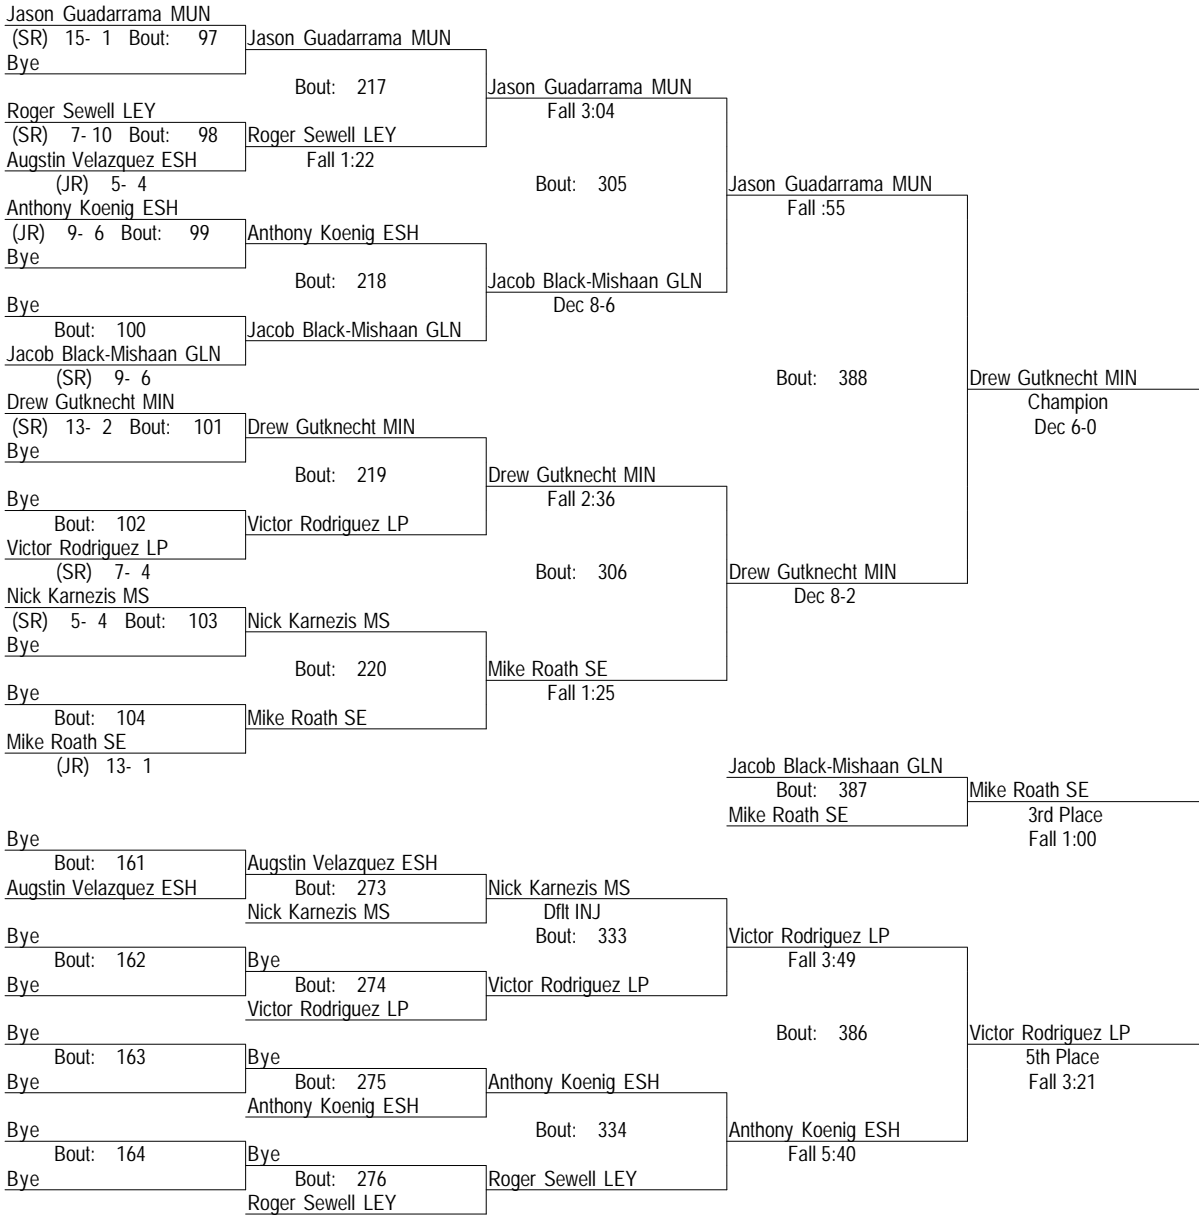 Jason Guadarrama MUN
(SR) 15- 1 Bout: 97 Jason Guadarrama MUN
Bye
Bout: 217 Jason Guadarrama MUN
Roger Sewell LEY Fall 3:04
(SR) 7- 10 Bout: 98 Roger Sewell LEY
Augstin Velazquez ESH Fall 1:22
(JR) 5- 4 Bout: 305 Jason Guadarrama MUN
Anthony Koenig ESH Fall :55
(JR) 9- 6 Bout: 99 Anthony Koenig ESH
Bye
Bout: 218 Jacob Black-Mishaan GLN
Bye Dec 8-6
Bout: 100 Jacob Black-Mishaan GLN
Jacob Black-Mishaan GLN
(SR) 9- 6 Bout: 388 Drew Gutknecht MIN
Drew Gutknecht MIN Champion
(SR) 13- 2 Bout: 101 Drew Gutknecht MIN Dec 6-0
Bye
Bout: 219 Drew Gutknecht MIN
Bye Fall 2:36
Bout: 102 Victor Rodriguez LP
Victor Rodriguez LP
(SR) 7- 4 Bout: 306 Drew Gutknecht MIN
Nick Karnezis MS Dec 8-2
(SR) 5- 4 Bout: 103 Nick Karnezis MS
Bye
Bout: 220 Mike Roath SE
Bye Fall 1:25
Bout: 104 Mike Roath SE
Mike Roath SE
(JR) 13- 1 Jacob Black-Mishaan GLN
Bout: 387 Mike Roath SE
Mike Roath SE 3rd Place
Bye Fall 1:00
Bout: 161 Augstin Velazquez ESH
Augstin Velazquez ESH Bout: 273 Nick Karnezis MS
Nick Karnezis MS Dflt INJ
Bye Bout: 333 Victor Rodriguez LP
Bout: 162 Bye Fall 3:49
Bye Bout: 274 Victor Rodriguez LP
Victor Rodriguez LP
Bye Bout: 386 Victor Rodriguez LP
Bout: 163 Bye 5th Place
Bye Bout: 275 Anthony Koenig ESH Fall 3:21
Anthony Koenig ESH
Bye Bout: 334 Anthony Koenig ESH
Bout: 164 Bye Fall 5:40
Bye Bout: 276 Roger Sewell LEY
Roger Sewell LEY